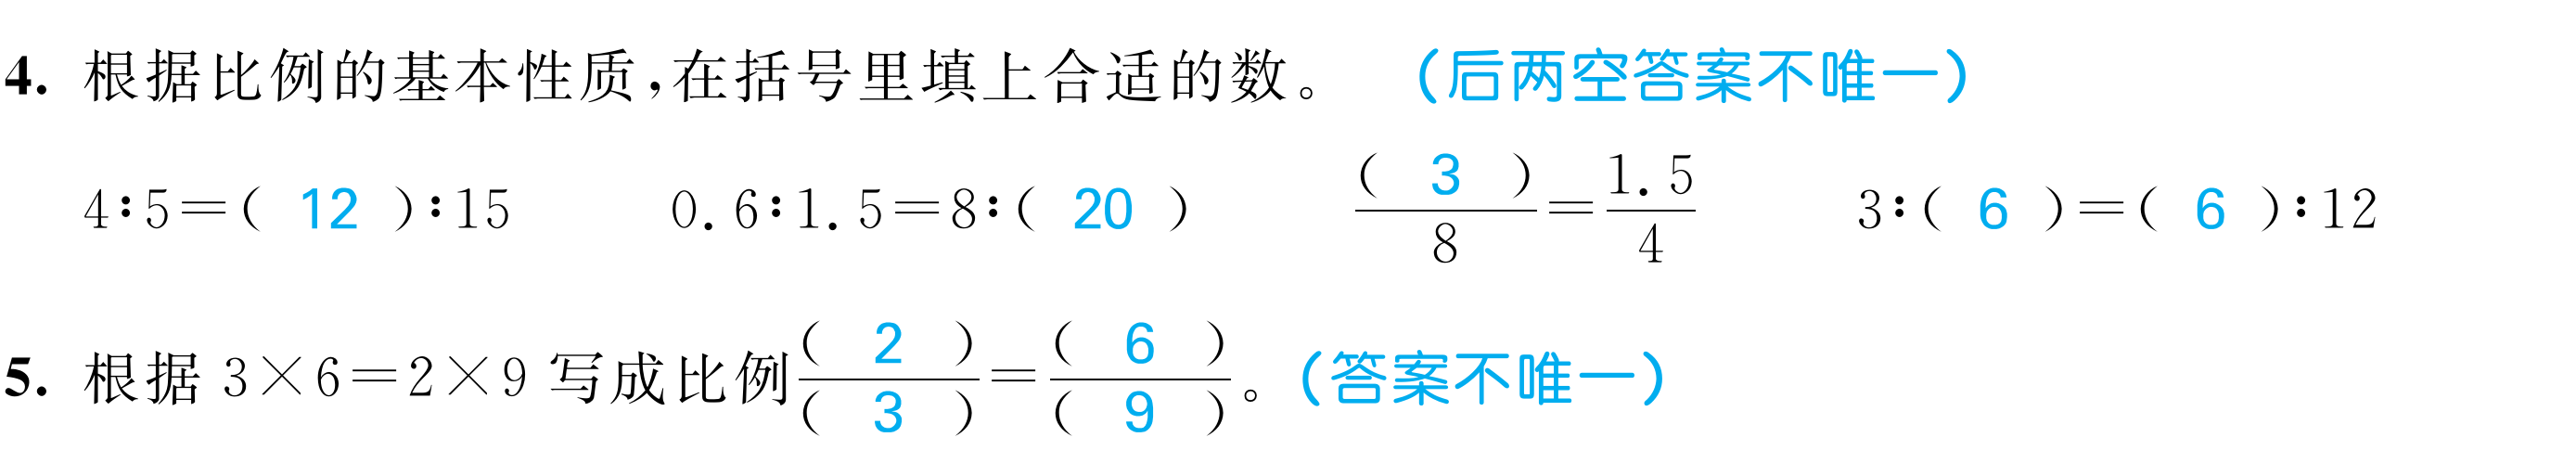 4. 根据比例的基本性质,在括号里填上合适的数。 (后两空答案不唯一)
4∶5=( 12 )∶15 0.6∶1.5=8∶( 20 ) ( 3 )/8=1.5/4 3∶( 6 )=( 6 )∶12
5. 根据 3×6=2×9 写成比例( 2 )/( 3 )=( 6 )/( 9 )。(答案不唯一)